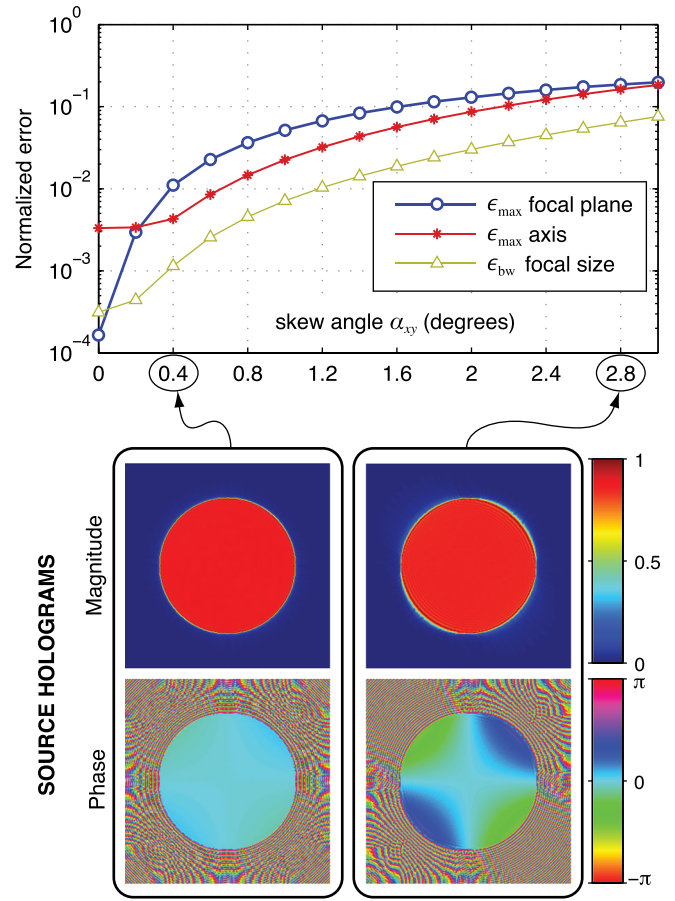 10^0
10^-1
10^-2
10^-3
10^-4
Normalized error
ϵmax focal plane
ϵmax axis
ϵbw focal size
skew angle αxy (degrees)
0 0.4 0.8 1.2 1.6 2.0 2.4 2.8
SOURCE HOLOGRAMS
Magnitude
1
0.5
0
Phase
π
0
−π